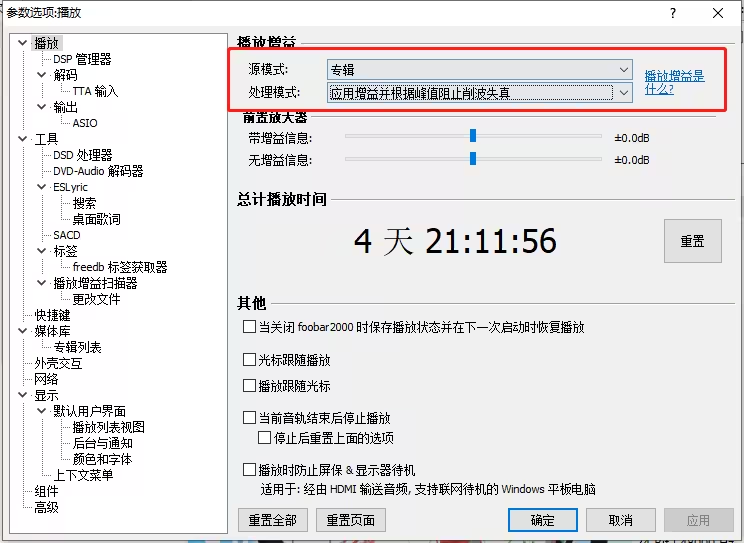 参数选项:播放
?
播放
DSP 管理器
解码
TTA 输入
输出
ASIO
工具
DSD 处理器
DVD-Audio 解码器
ESLyric
搜索
桌面歌词
SACD
标签
freedb 标签获取器
播放增益扫描器
更改文件
快捷键
媒体库
专辑列表
外壳交互
网络
显示
默认用户界面
播放列表视图
后台与通知
颜色和字体
上下文菜单
组件
高级
播放增益
源模式: 专辑
处理模式: 应用增益并根据峰值阻止削波失真
播放增益是
什么?
前置放大器
带增益信息: ±0.0dB
无增益信息: ±0.0dB
总计播放时间
4 天 21:11:56
重置
其他
当关闭 foobar2000 时保存播放状态并在下一次启动时恢复播放
光标跟随播放
播放跟随光标
当前音轨结束后停止播放
停止后重置上面的选项
播放时防止屏保 & 显示器待机
适用于: 经由 HDMI 输送音频, 支持联网待机的 Windows 平板电脑
重置全部 重置页面 确定 取消 应用